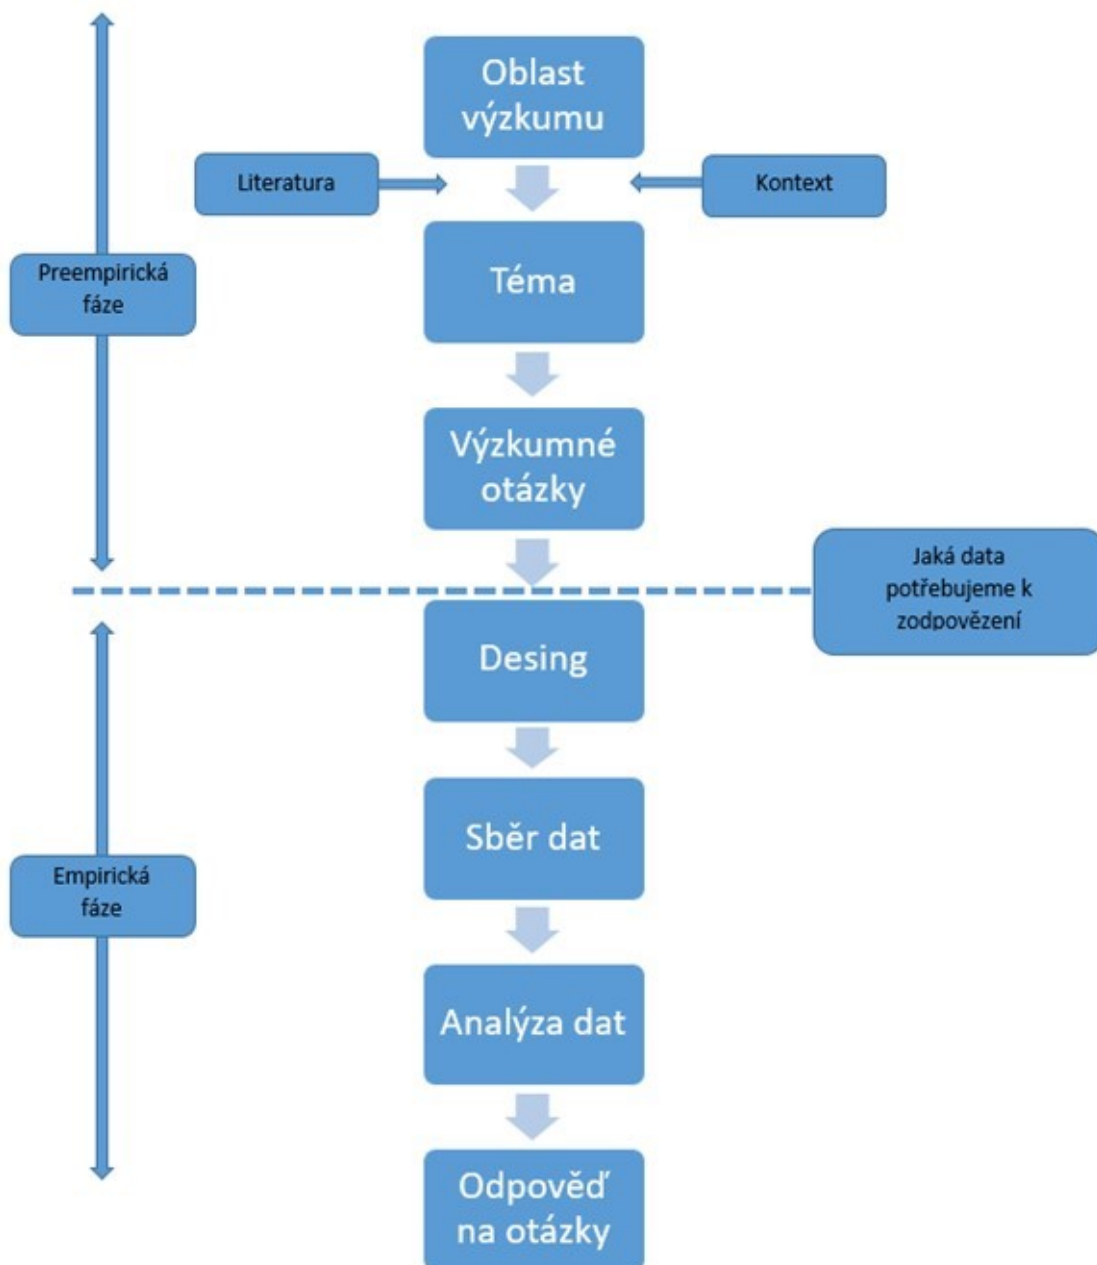 Oblast
výzkumu
Literatura
Kontext
Téma
Preempirická
fáze
Výzkumné
otázky
Jaká data
potřebujeme k
zodpovězení
Desing
Sběr dat
Empirická
fáze
Analýza dat
Odpověď
na otázky